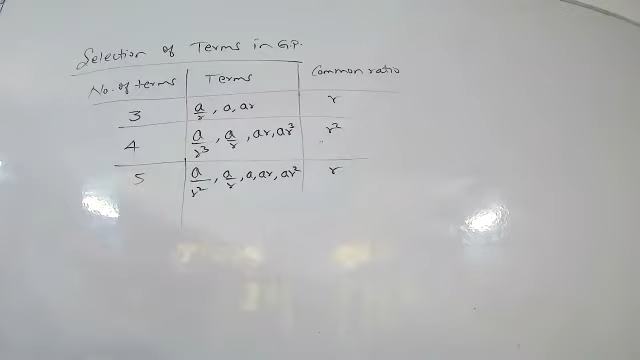 Selection of Terms in G.P.
No. of terms Terms Common ratio
3 a/r, a, ar r
4 a/r³, a/r, ar, ar³ r²
5 a/r², a/r, a, ar, ar² r